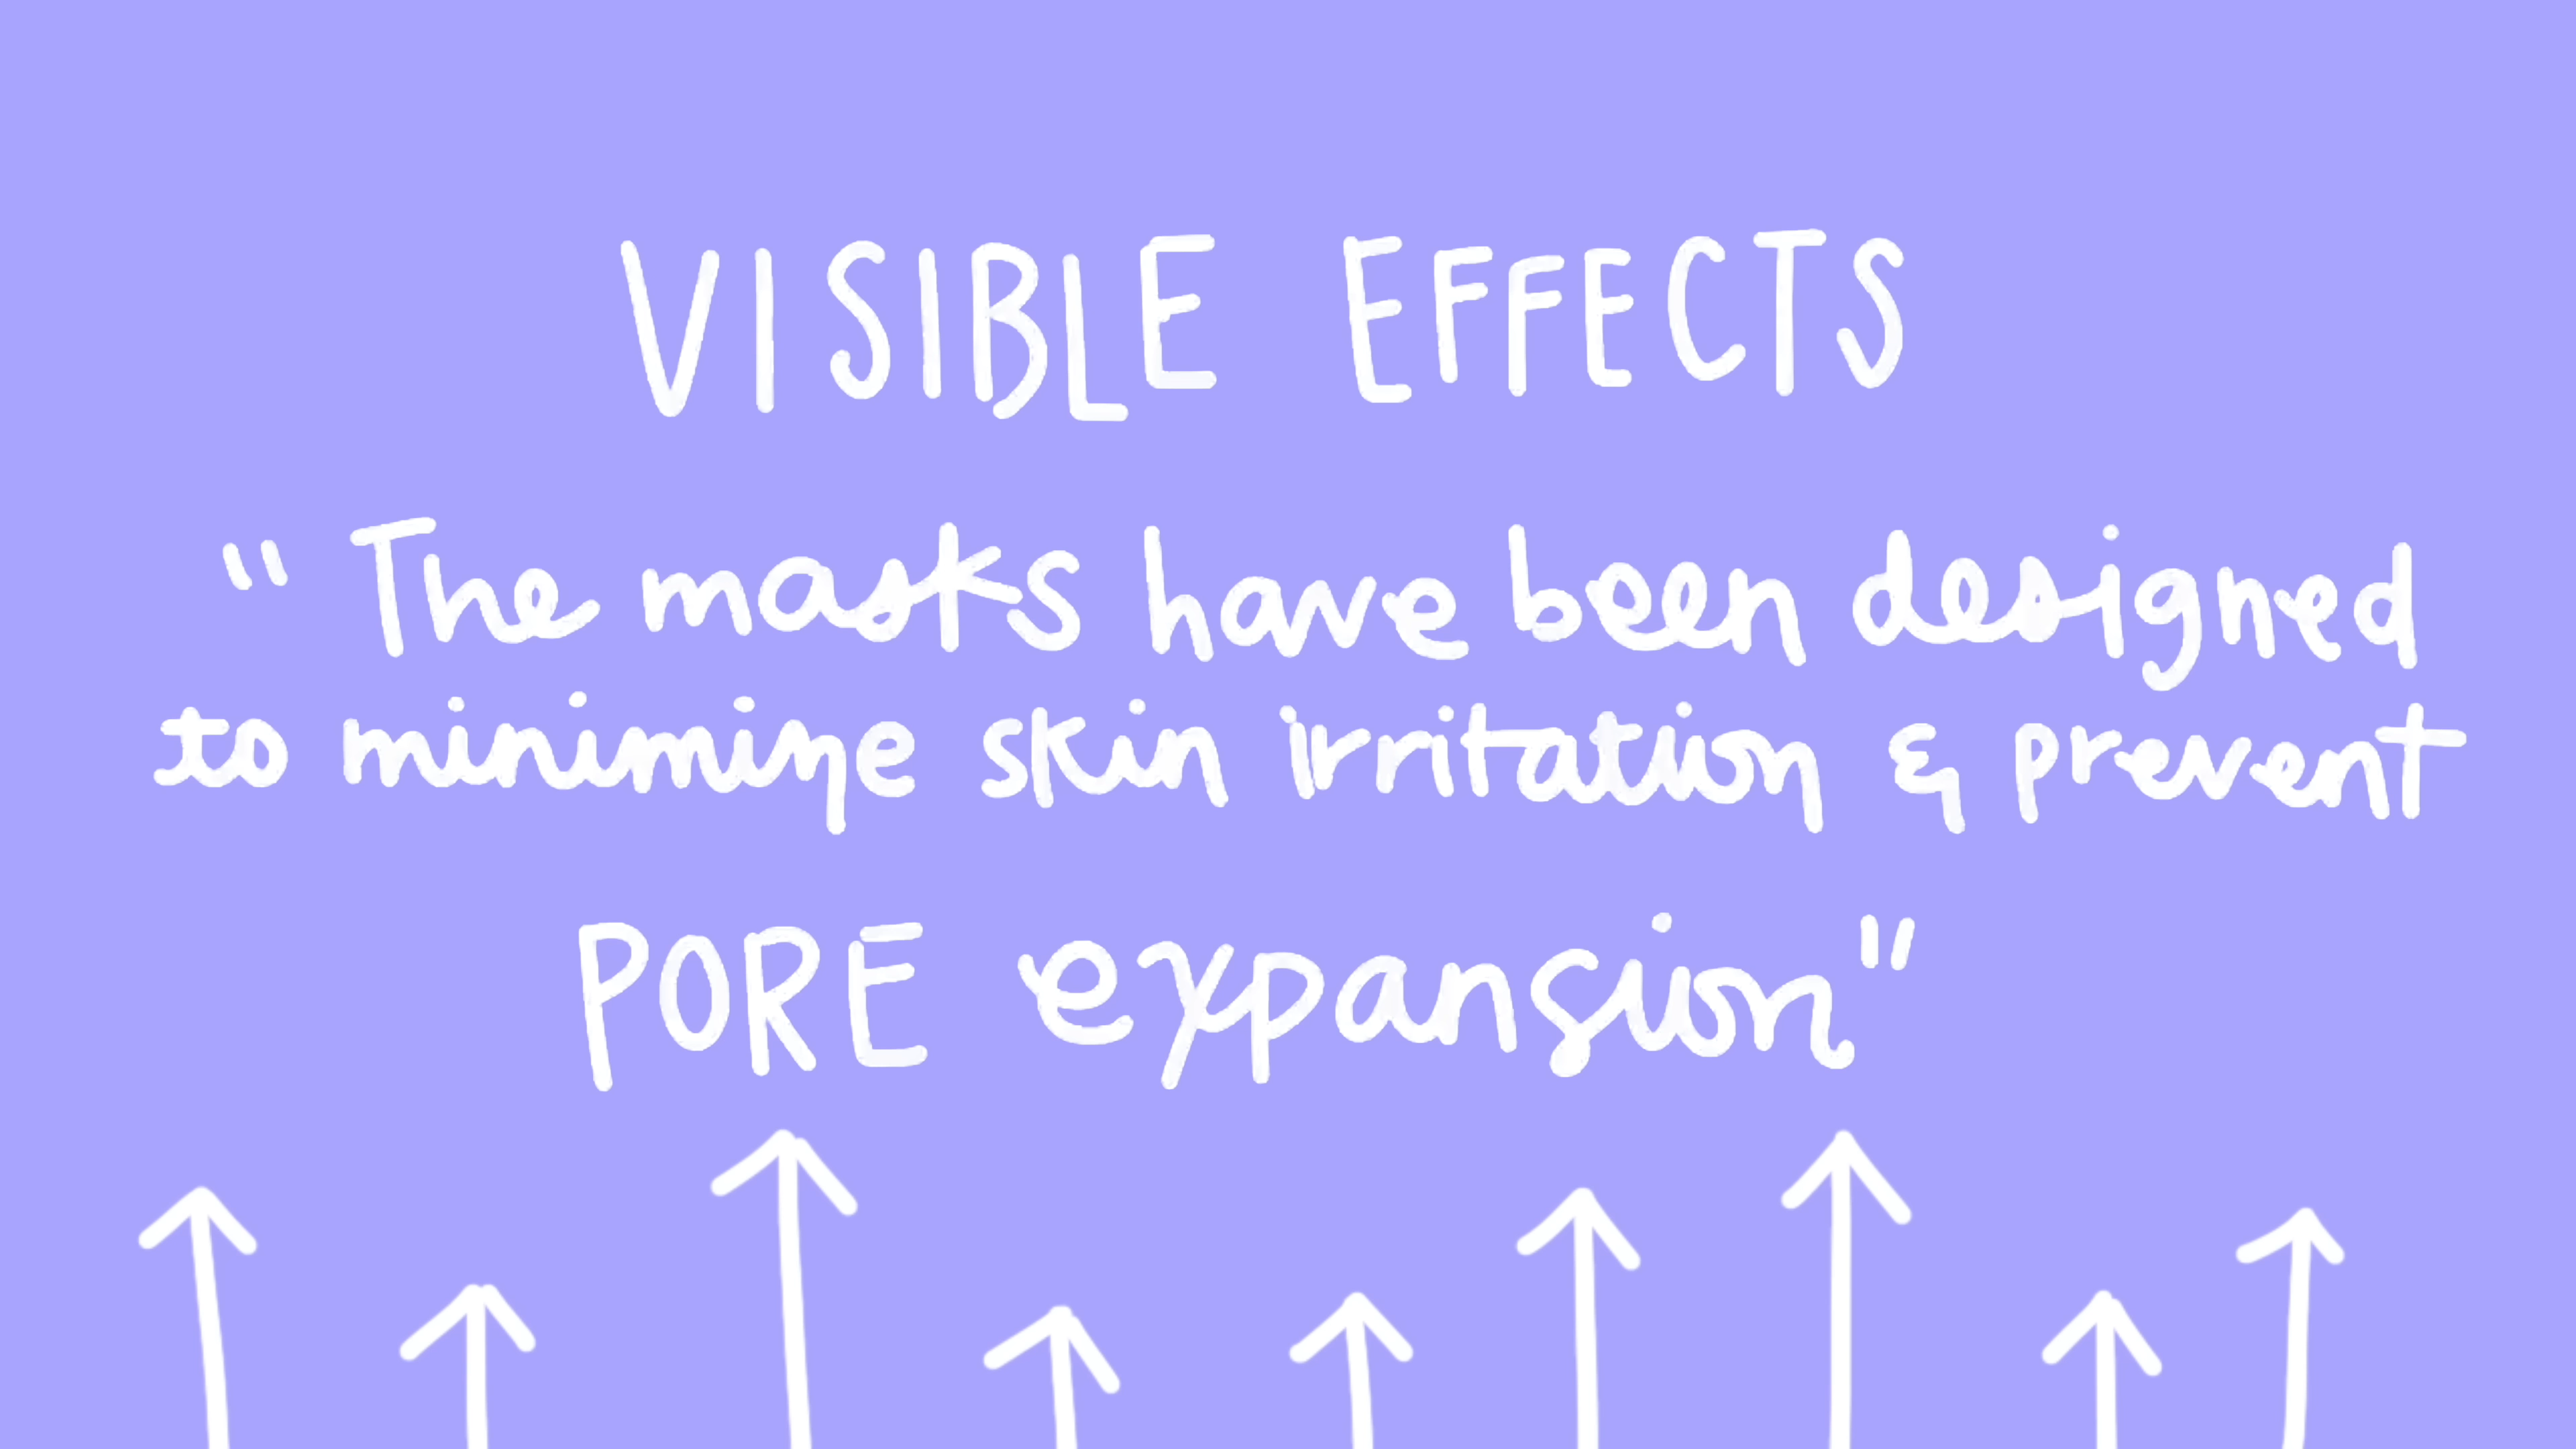 VISIBLE EFFECTS
" The masks have been designed
to minimize skin irritation & prevent
PORE expansion"